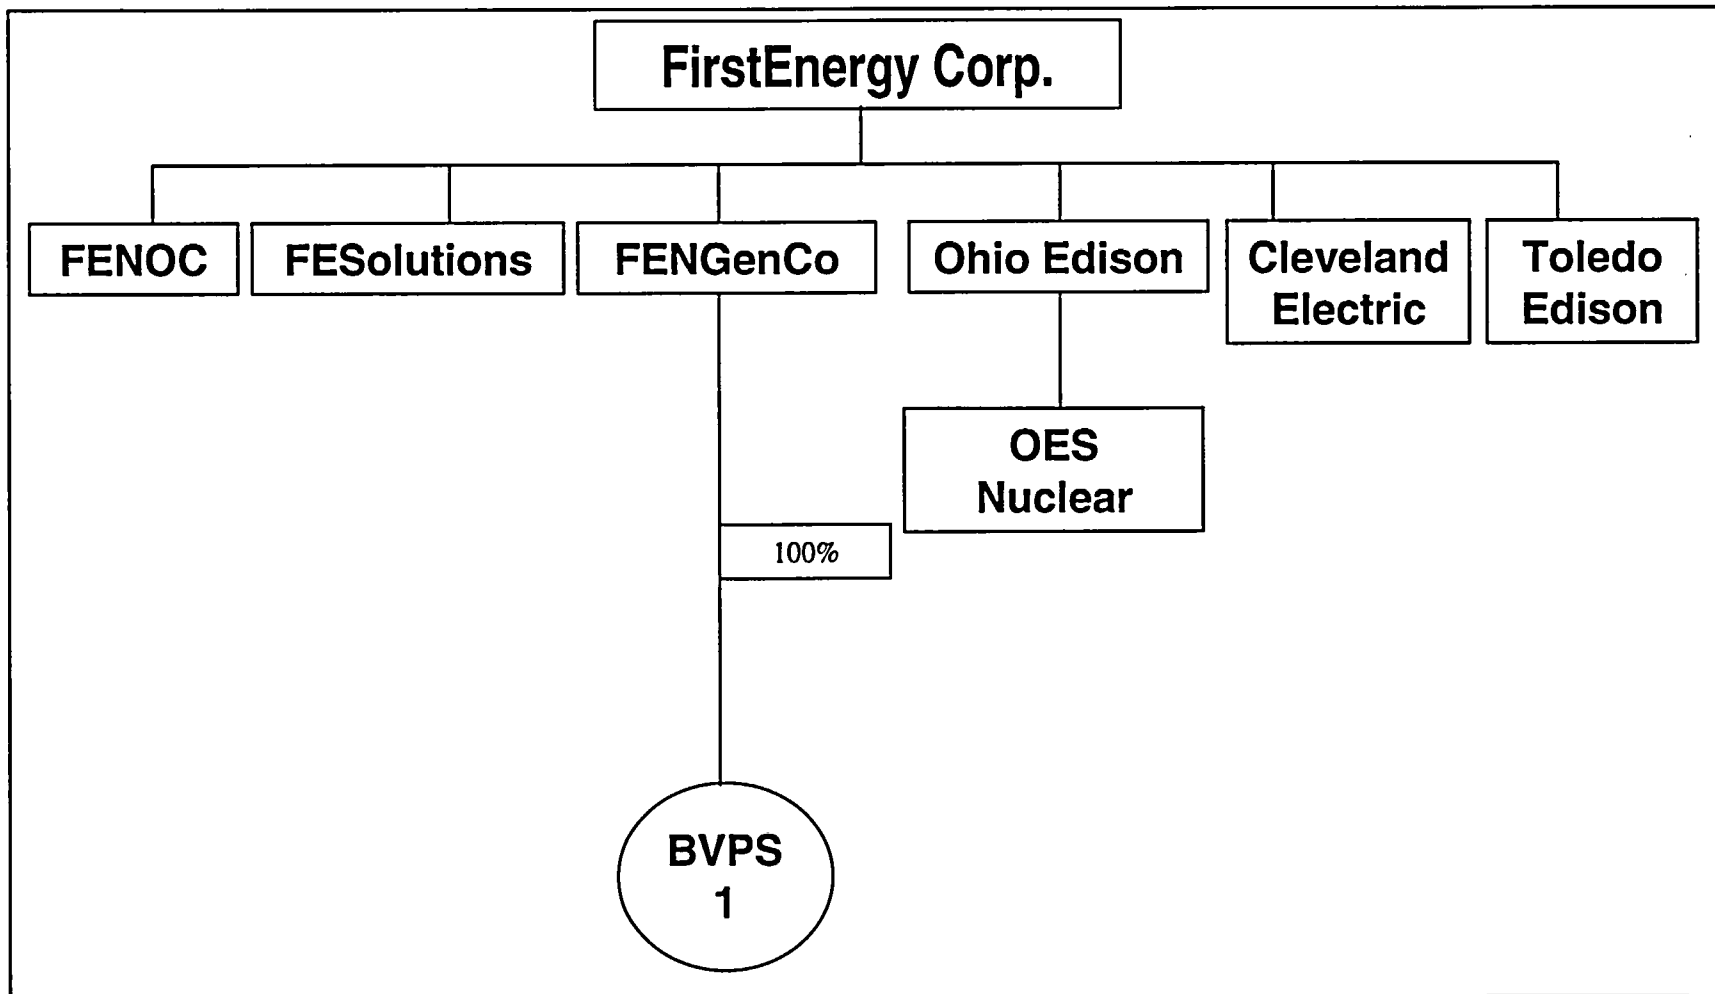 FirstEnergy Corp.
FENOC
FESolutions
FENGenCo
Ohio Edison
Cleveland
Electric
Toledo
Edison
OES
Nuclear
100%
BVPS
1